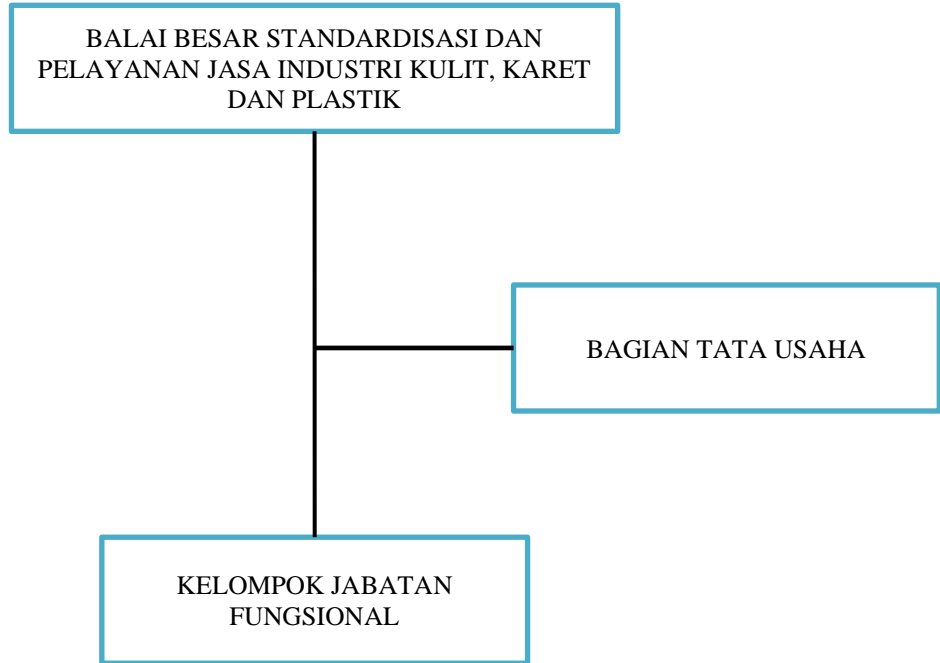 BALAI BESAR STANDARDISASI DAN
PELAYANAN JASA INDUSTRI KULIT, KARET
DAN PLASTIK
BAGIAN TATA USAHA
KELOMPOK JABATAN
FUNGSIONAL